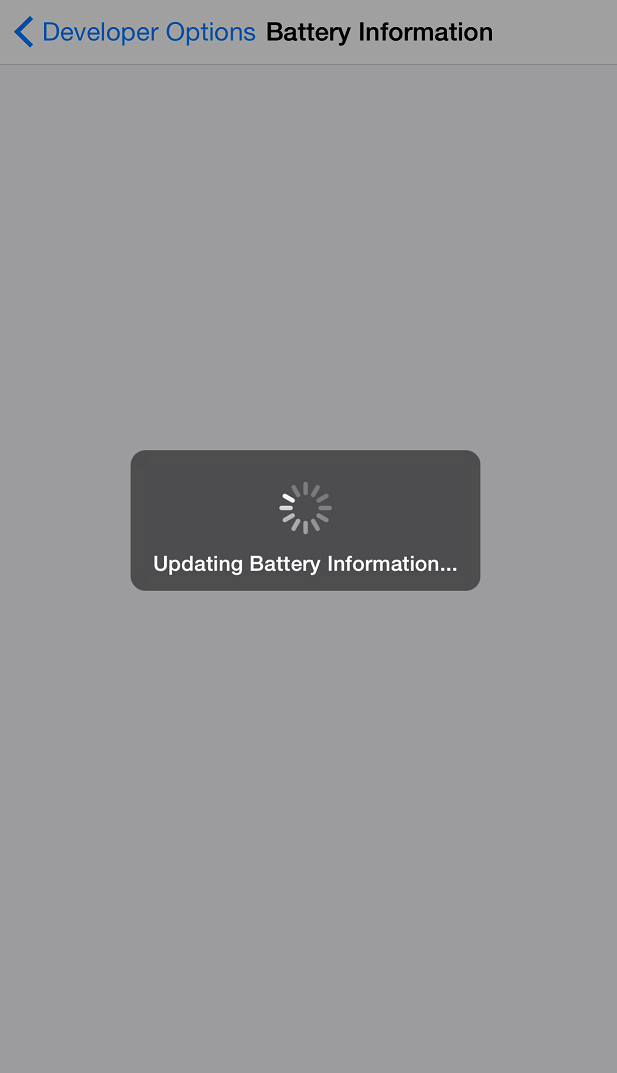 Developer Options Battery Information
Updating Battery Information...